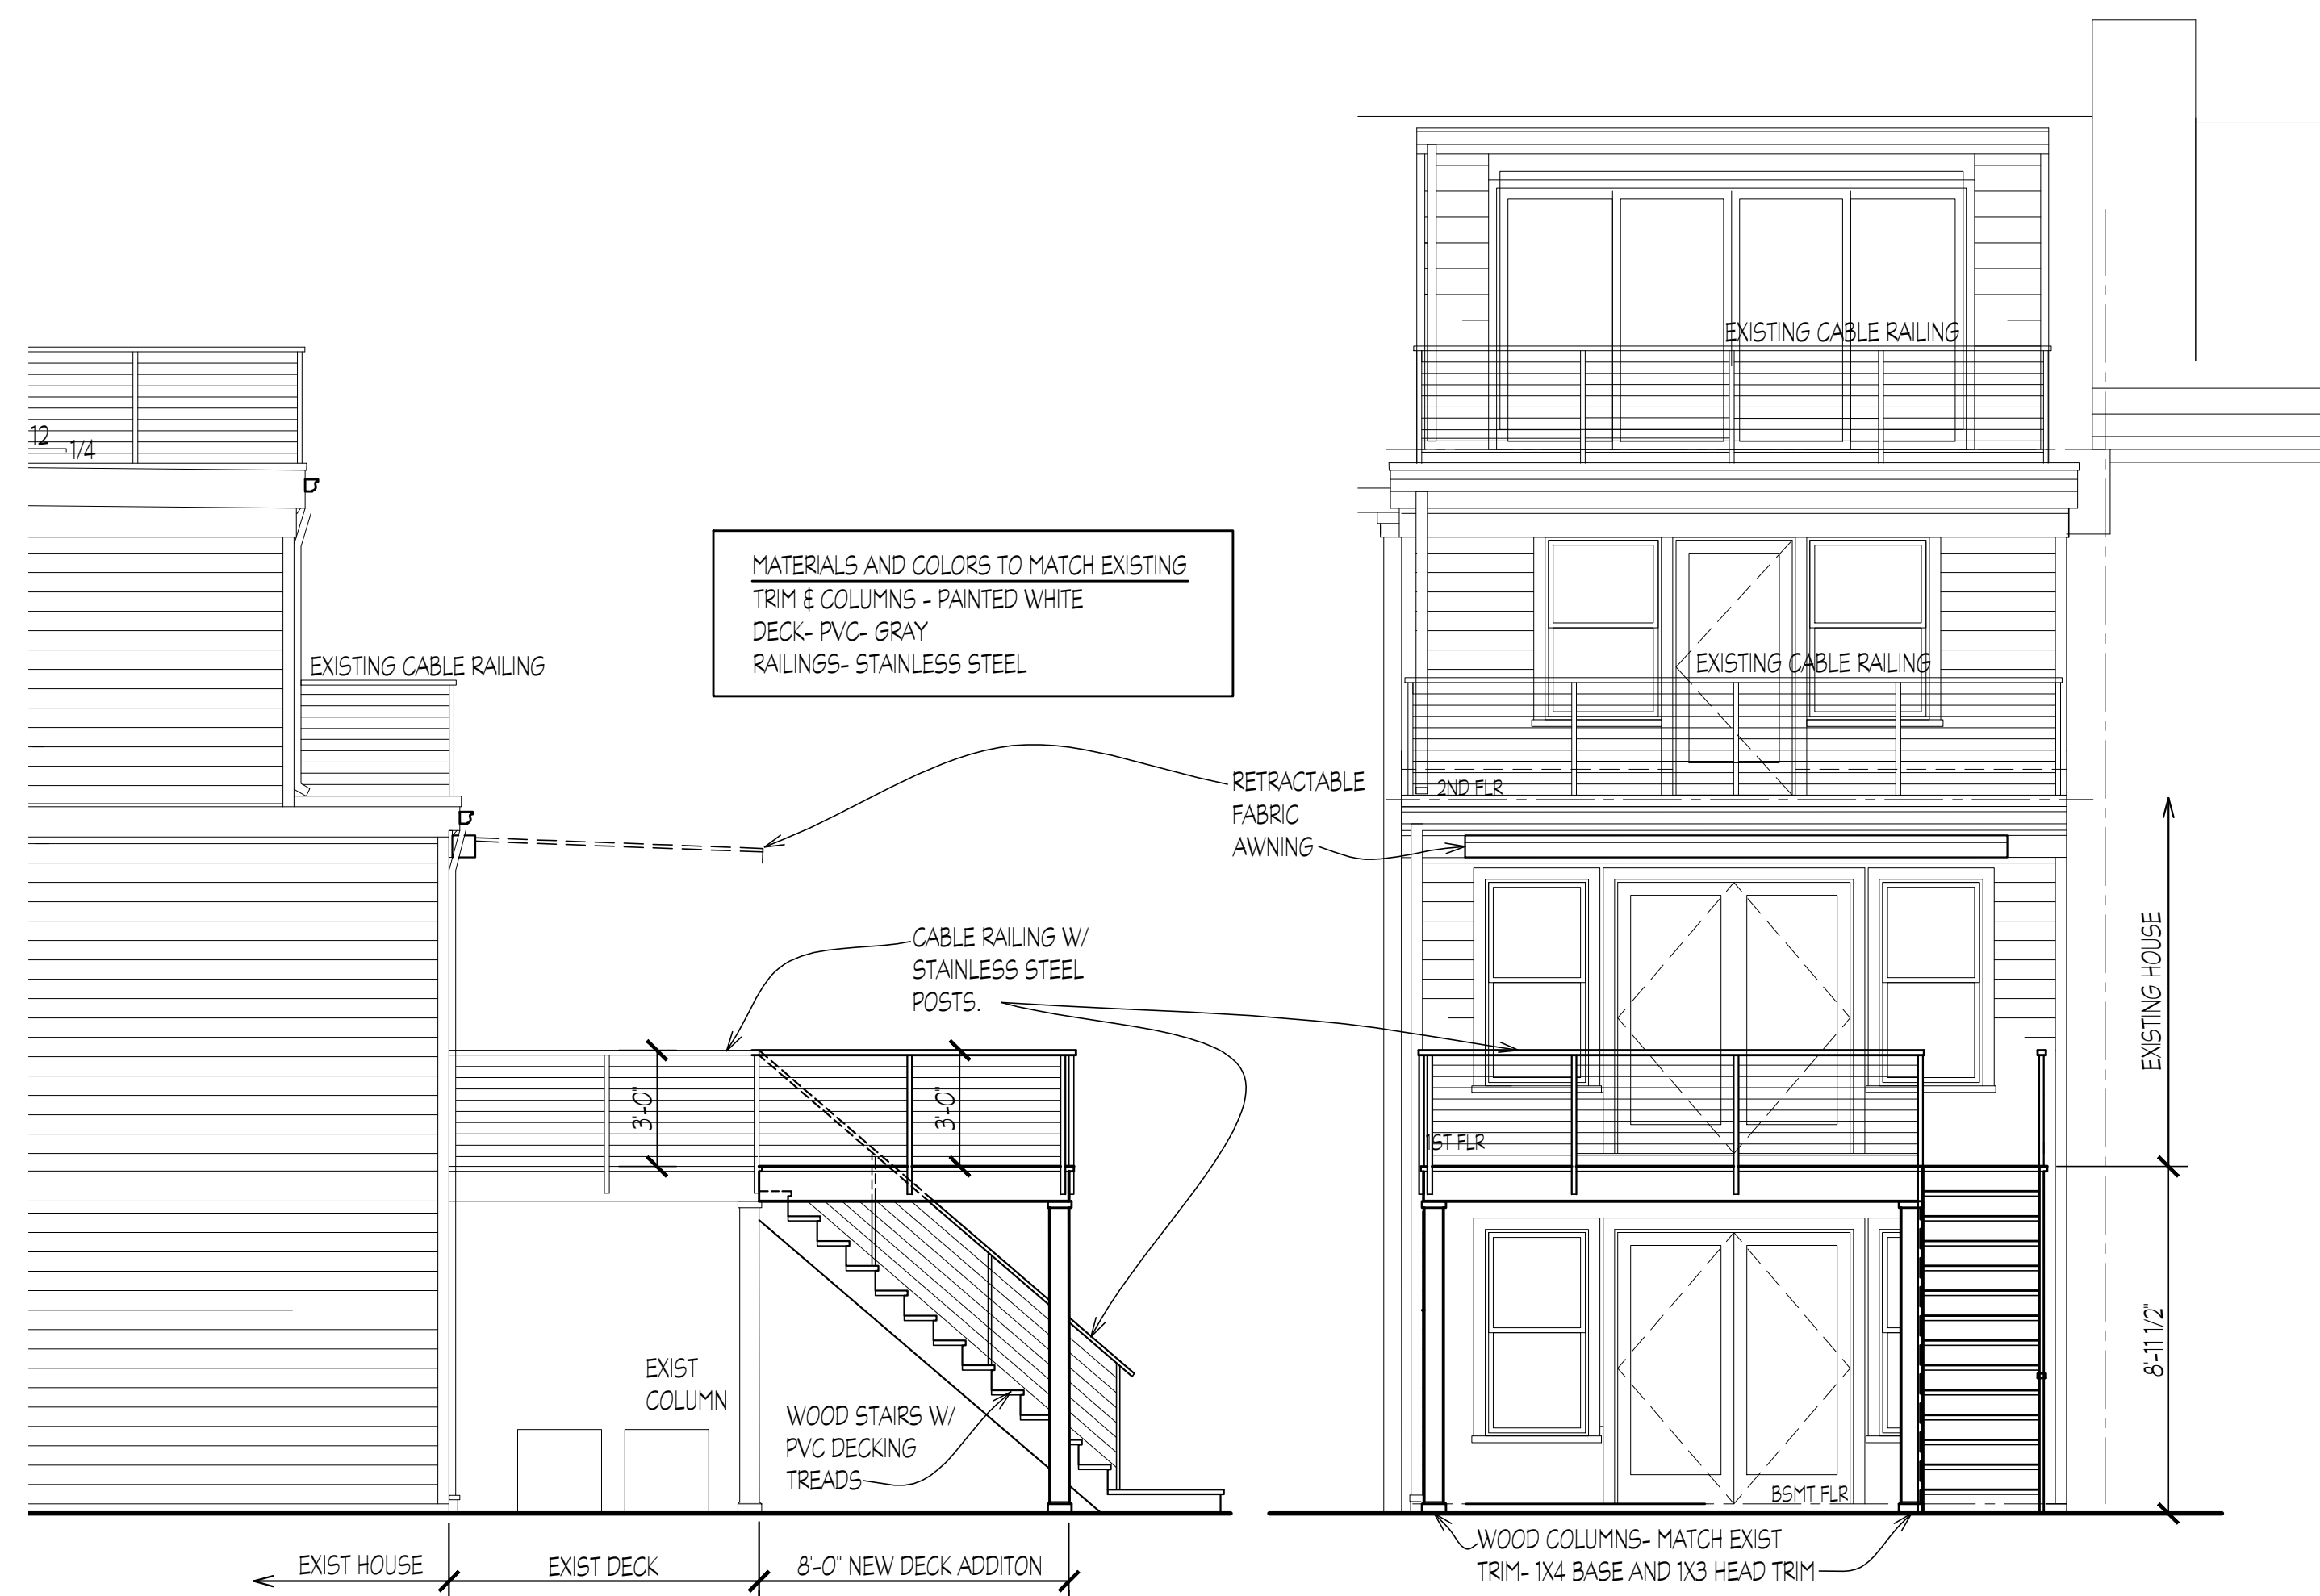 EXISTING CABLE RAILING
12
1/4
MATERIALS AND COLORS TO MATCH EXISTING
TRIM & COLUMNS - PAINTED WHITE
DECK- PVC- GRAY
RAILINGS- STAINLESS STEEL
EXISTING CABLE RAILING
EXISTING CABLE RAILING
RETRACTABLE
FABRIC
AWNING
2ND FLR
CABLE RAILING W/
STAINLESS STEEL
POSTS.
EXISTING HOUSE
3'-0"
3'-0"
1ST FLR
8'-11 1/2"
EXIST
COLUMN
WOOD STAIRS W/
PVC DECKING
TREADS
BSMT FLR
WOOD COLUMNS- MATCH EXIST
TRIM- 1X4 BASE AND 1X3 HEAD TRIM
EXIST HOUSE
EXIST DECK
8'-0" NEW DECK ADDITON